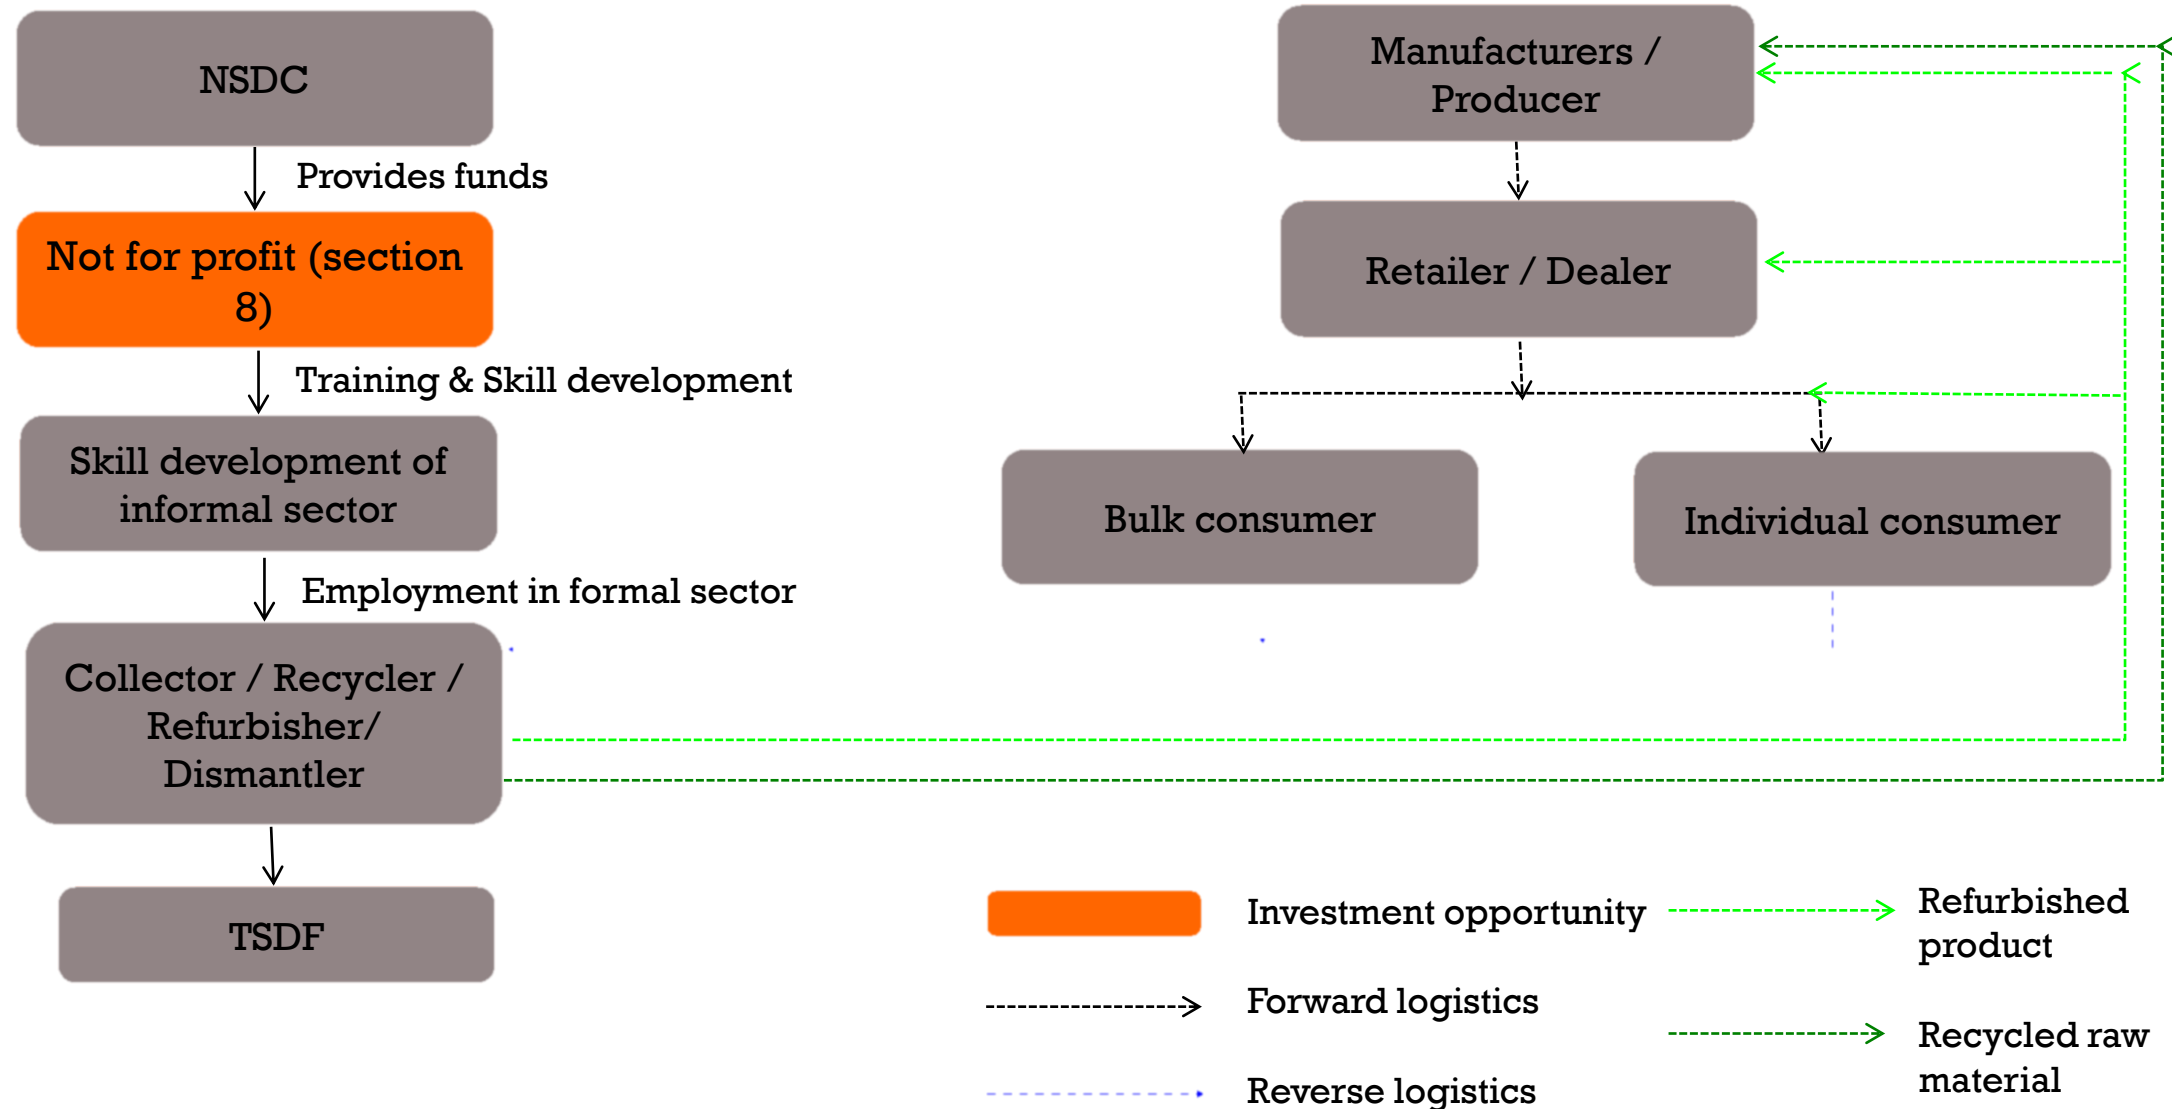 NSDC
Provides funds
Not for profit (section
8)
Training & Skill development
Skill development of
informal sector
Employment in formal sector
Collector / Recycler /
Refurbisher/
Dismantler
TSDF
Manufacturers /
Producer
Retailer / Dealer
Bulk consumer
Individual consumer
Investment opportunity
Forward logistics
Reverse logistics
Refurbished
product
Recycled raw
material